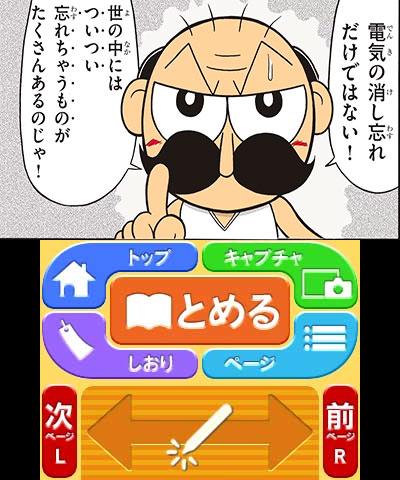 電気の消し忘れ
だけではない!
世の中には
ついつい
忘れちゃうものが
たくさんあるのじゃ!
トップ
キャプチャ
とめる
しおり
ページ
次
ページ
L
前
ページ
R